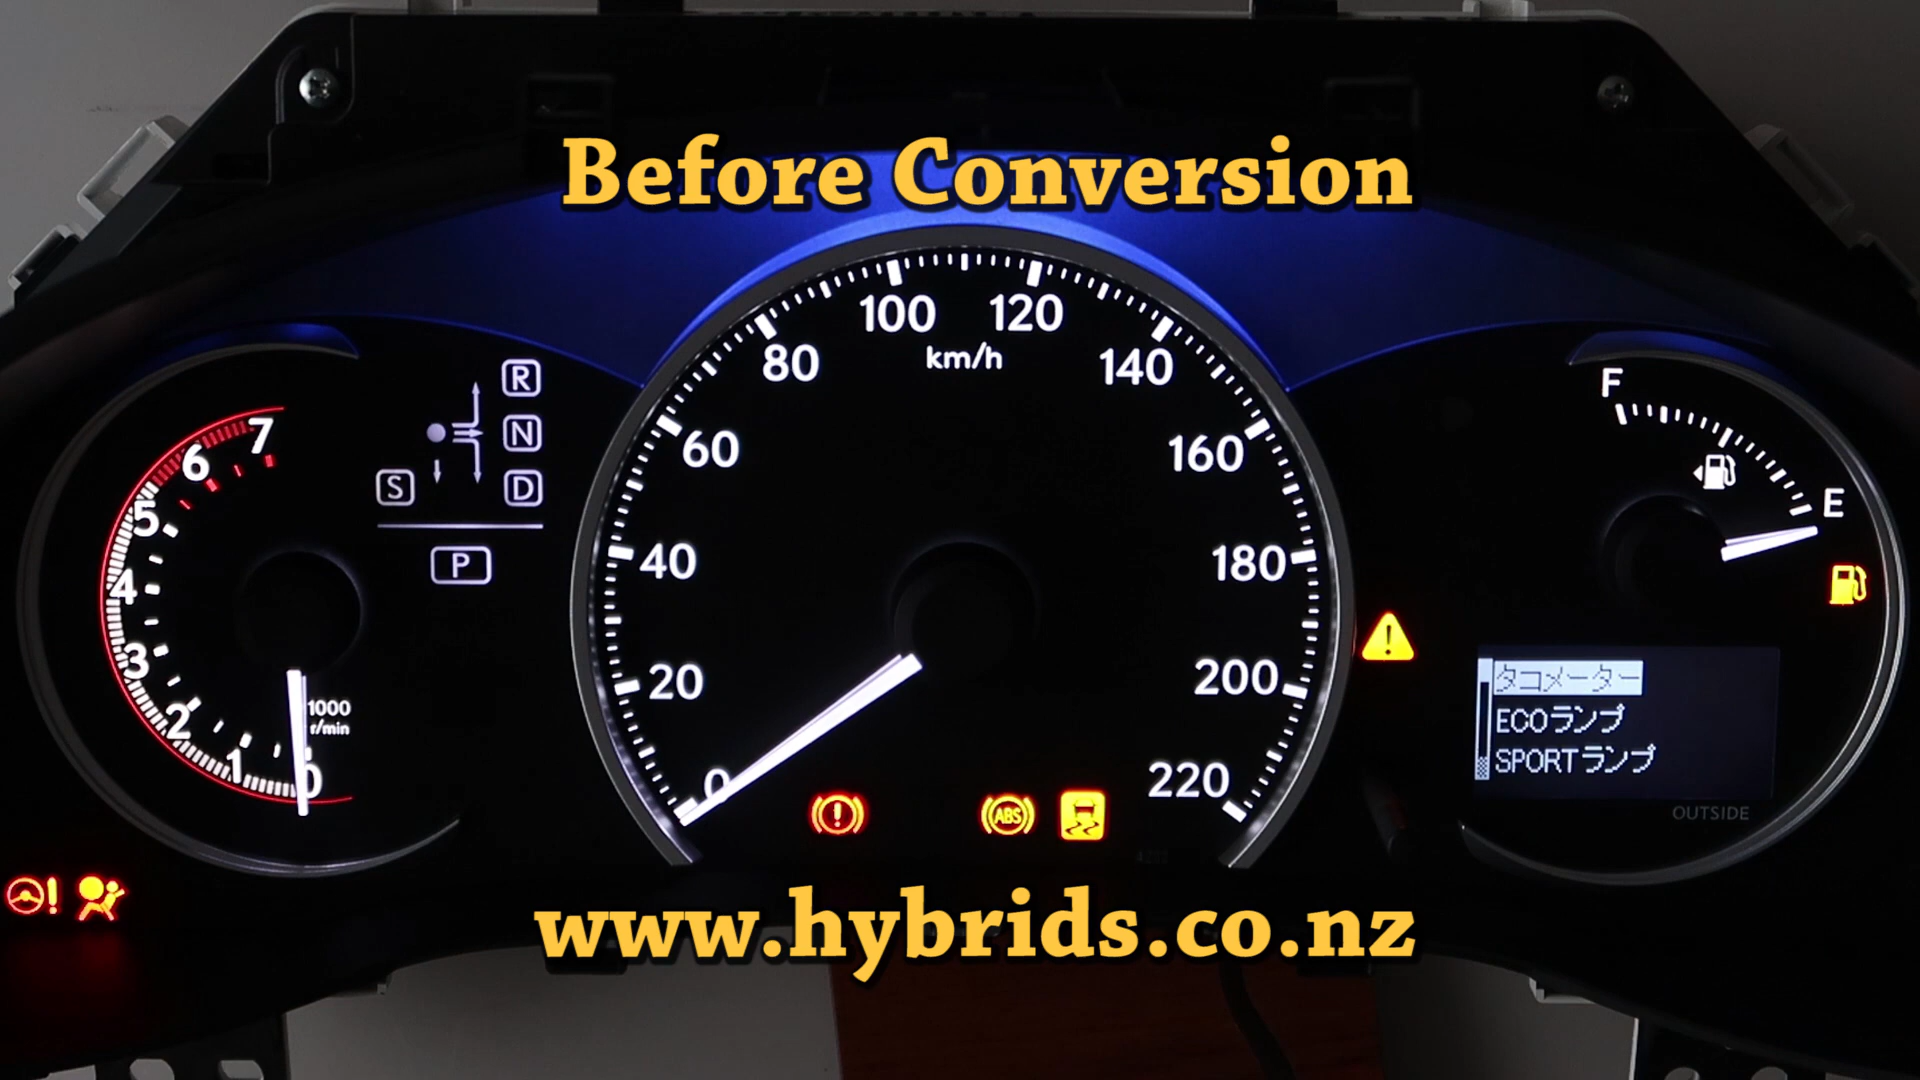 Before Conversion
100 120
km/h
80 140
60 160
40 180
20 200
0 220
R
N
S D
P
7
6
5
4
3
2
1
0
1000
r/min
F
E
タコメーター
ECOランプ
SPORTランプ
OUTSIDE
ABS
www.hybrids.co.nz